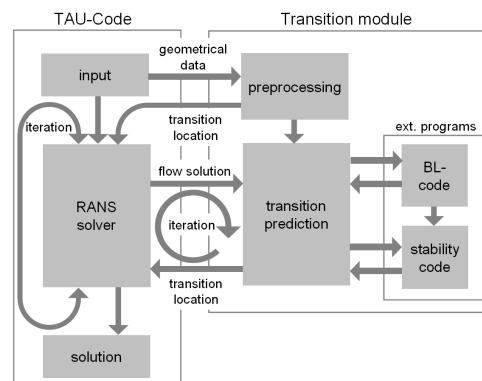 TAU-Code
Transition module
geometrical
data
input
preprocessing
transition
location
iteration
ext. programs
flow solution
RANS
solver
BL-
code
iteration
transition
prediction
stability
code
transition
location
solution